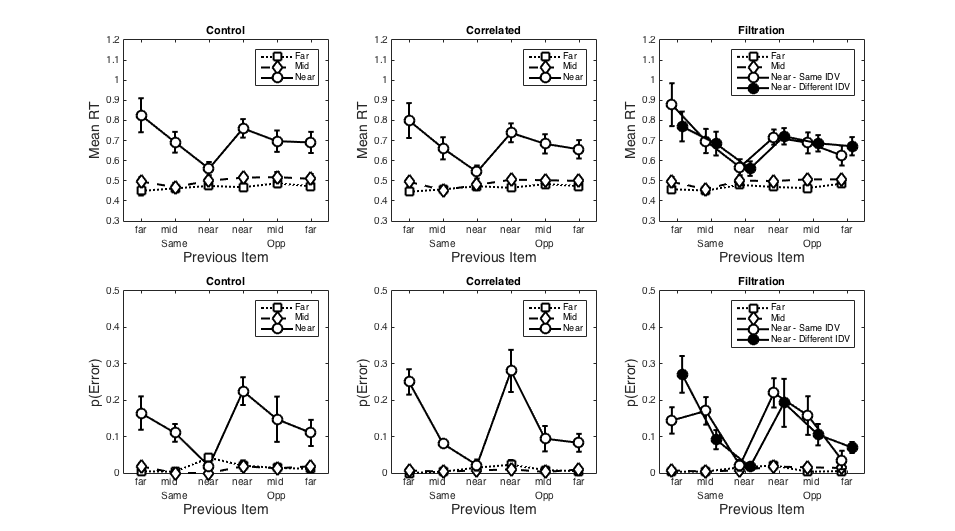 Control
Mean RT
1.2
1.1
1
0.9
0.8
0.7
0.6
0.5
0.4
0.3
Far
Mid
Near
far mid near near mid far
Same Opp
Previous Item
Correlated
Mean RT
1.2
1.1
1
0.9
0.8
0.7
0.6
0.5
0.4
0.3
Far
Mid
Near
far mid near near mid far
Same Opp
Previous Item
Filtration
Mean RT
1.2
1.1
1
0.9
0.8
0.7
0.6
0.5
0.4
0.3
Far
Mid
Near - Same IDV
Near - Different IDV
far mid near near mid far
Same Opp
Previous Item
Control
p(Error)
0.5
0.4
0.3
0.2
0.1
0
Far
Mid
Near
far mid near near mid far
Same Opp
Previous Item
Correlated
p(Error)
0.5
0.4
0.3
0.2
0.1
0
Far
Mid
Near
far mid near near mid far
Same Opp
Previous Item
Filtration
p(Error)
0.5
0.4
0.3
0.2
0.1
0
Far
Mid
Near - Same IDV
Near - Different IDV
far mid near near mid far
Same Opp
Previous Item